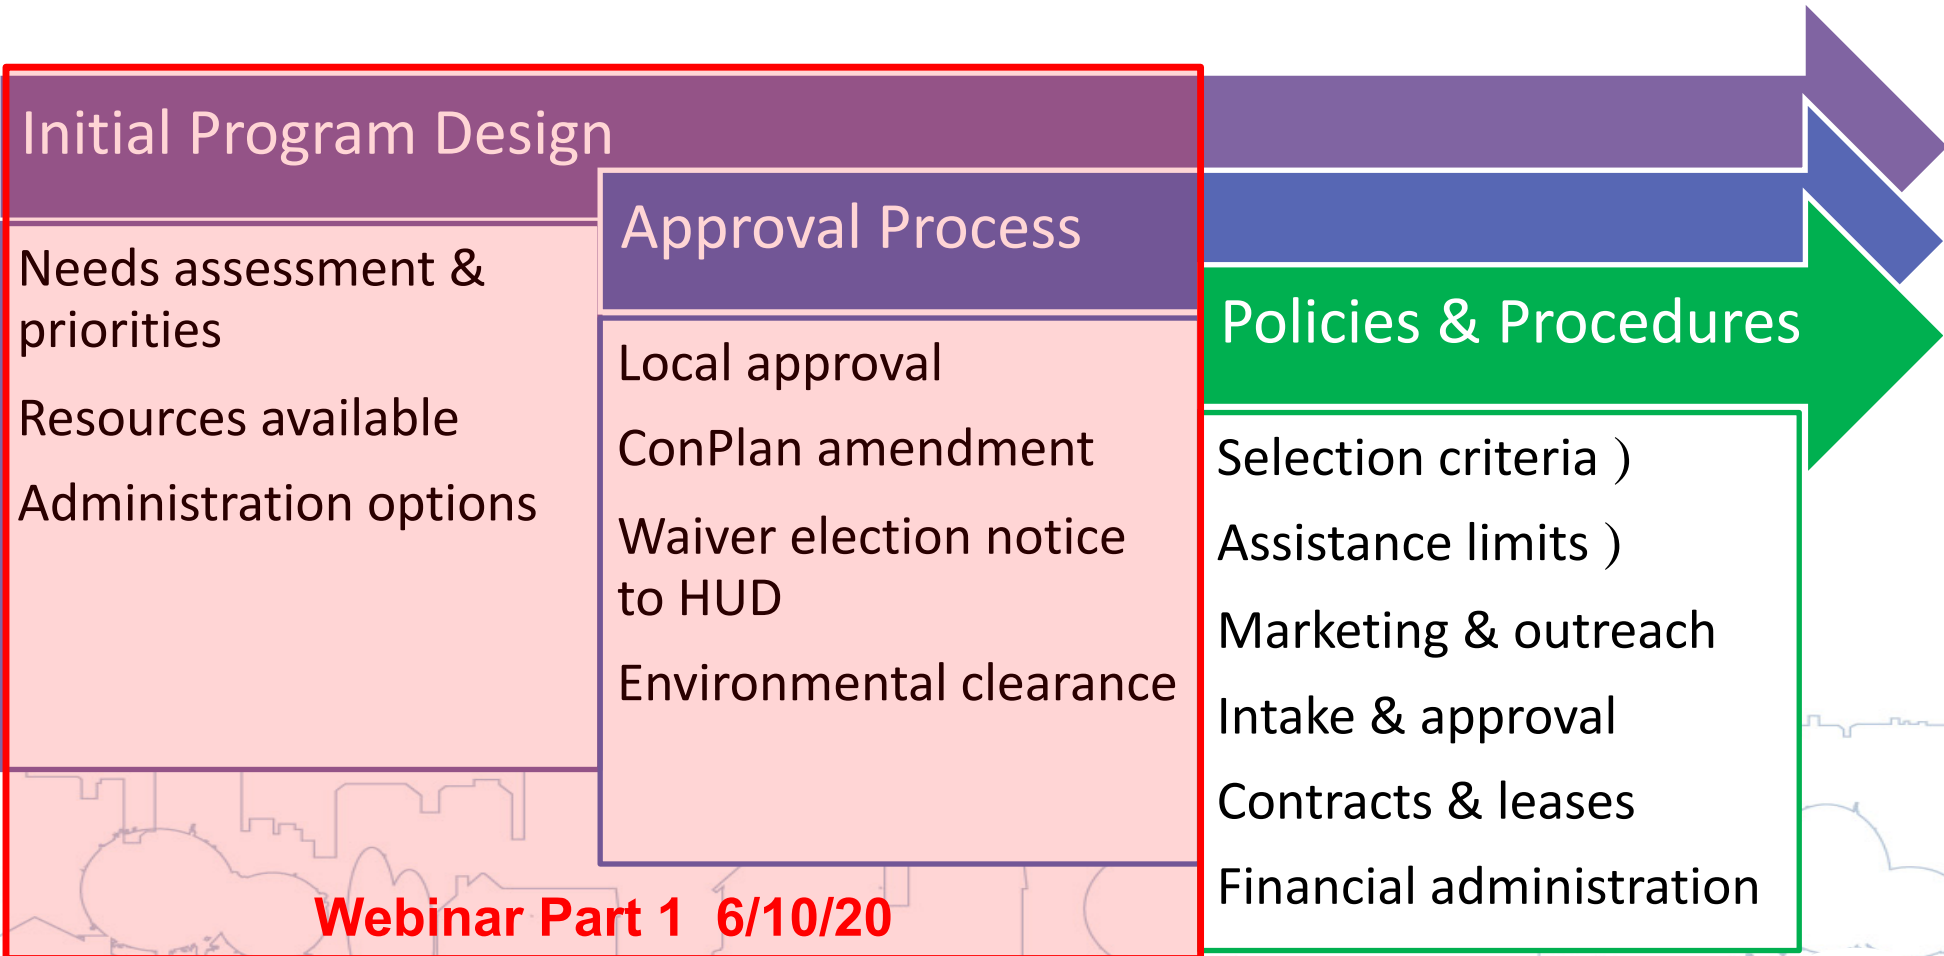 Initial Program Design
Needs assessment &
priorities
Resources available
Administration options
Approval Process
Local approval
ConPlan amendment
Waiver election notice
to HUD
Environmental clearance
Policies & Procedures
Selection criteria )
Assistance limits )
Marketing & outreach
Intake & approval
Contracts & leases
Financial administration
Webinar Part 1  6/10/20